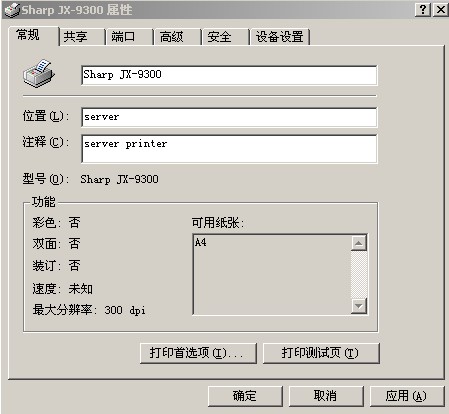 Sharp JX-9300 属性
常规 共享 端口 高级 安全 设备设置
Sharp JX-9300
位置(L): server
注释(C): server printer
型号(O): Sharp JX-9300
功能
彩色: 否 可用纸张:
双面: 否 A4
装订: 否
速度: 未知
最大分辨率: 300 dpi
打印首选项(I)... 打印测试页(T)
确定 取消 应用(A)